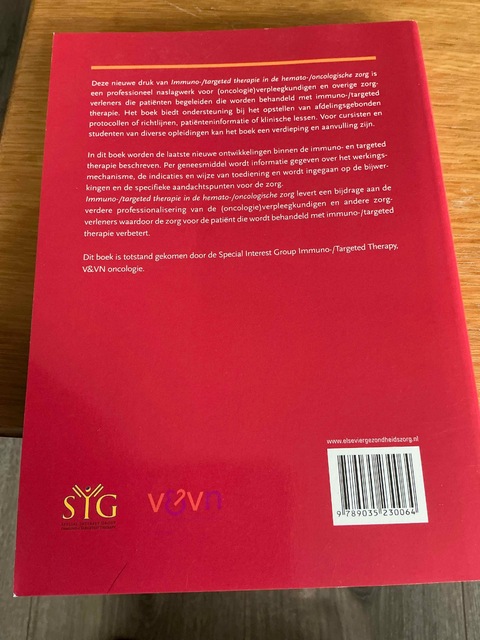 Deze nieuwe druk van Immuno-/targeted therapie in de hemato-/oncologische zorg is
een professioneel naslagwerk voor (oncologie)verpleegkundigen en overige zorg-
verleners die patiënten begeleiden die worden behandeld met immuno-/targeted
therapie. Het boek biedt ondersteuning bij het opstellen van afdelingsgebonden
protocollen of richtlijnen, patiënteninformatie of klinische lessen. Voor cursisten en
studenten van diverse opleidingen kan het boek een verdieping en aanvulling zijn.
In dit boek worden de laatste nieuwe ontwikkelingen binnen de immuno- en targeted
therapie beschreven. Per geneesmiddel wordt informatie gegeven over het werkings-
mechanisme, de indicaties en wijze van toediening en wordt ingegaan op de bijwer-
kingen en de specifieke aandachtspunten voor de zorg.
Immuno-/targeted therapie in de hemato-/oncologische zorg levert een bijdrage aan de
verdere professionalisering van de (oncologie)verpleegkundigen en andere zorg-
verleners waardoor de zorg voor de patiënt die wordt behandeld met immuno-/targeted
therapie verbetert.
Dit boek is totstand gekomen door de Special Interest Group Immuno-/Targeted Therapy,
V&VN oncologie.
www.elseviergezondheidszorg.nl
9 789035 230064
SYG
v&vn